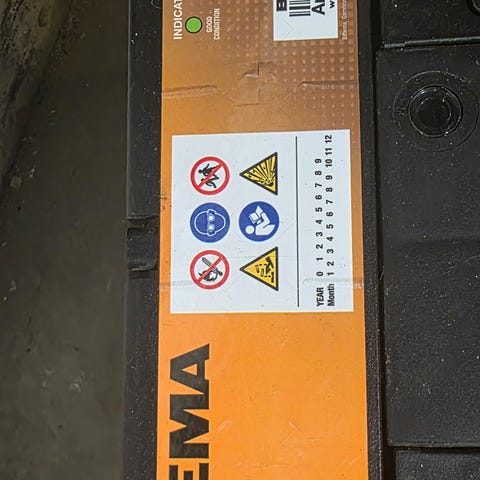 INDICAT
GOOD
CONDITION
YEAR 0 1 2 3 4 5 6 7 8 9
Month 1 2 3 4 5 6 7 8 9 10 11 12
EMA